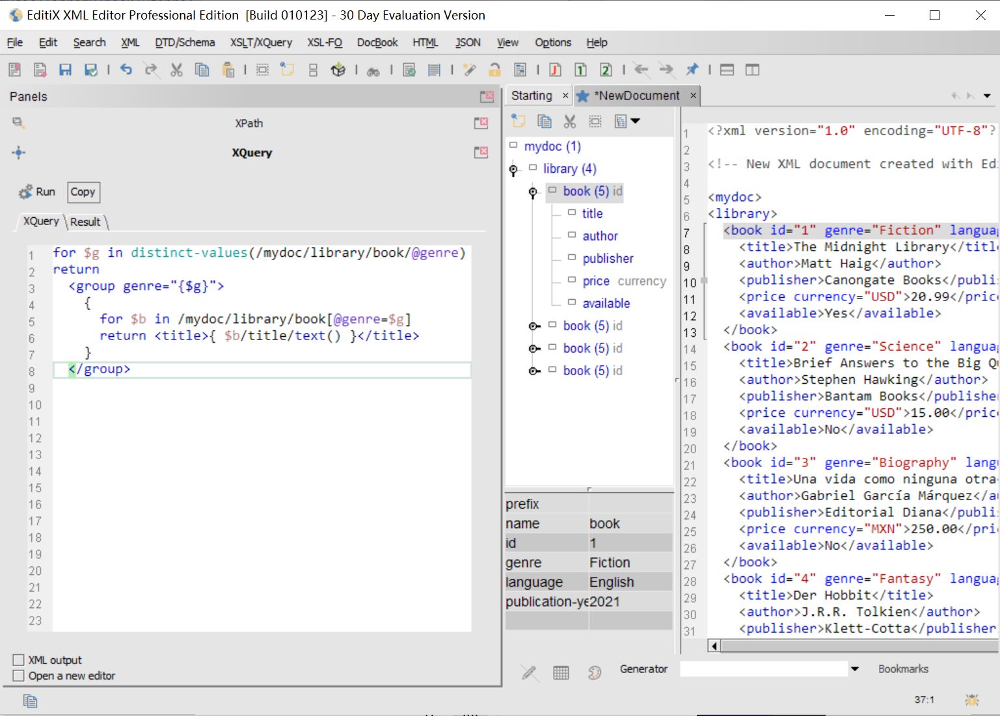 EditiX XML Editor Professional Edition [Build 010123] - 30 Day Evaluation Version
File Edit Search XML DTD/Schema XSLT/XQuery XSL-FO DocBook HTML JSON View Options Help
Panels
XPath
XQuery
Run Copy
XQuery Result
1 for $g in distinct-values(/mydoc/library/book/@genre)
2 return
3 <group genre="{$g}">
4 {
5 for $b in /mydoc/library/book[@genre=$g]
6 return <title>{ $b/title/text() }</title>
7 }
8 </group>
9
10
11
12
13
14
15
16
17
18
19
20
21
22
23
XML output
Open a new editor
Starting *NewDocument
mydoc (1)
library (4)
book (5) id
title
author
publisher
price currency
available
book (5) id
book (5) id
book (5) id
prefix
name book
id 1
genre Fiction
language English
publication-ye 2021
1 <?xml version="1.0" encoding="UTF-8"?
2
3 <!-- New XML document created with Edi
4
5 <mydoc>
6 <library>
7 <book id="1" genre="Fiction" langua
8 <title>The Midnight Library</titl
9 <author>Matt Haig</author>
10 <publisher>Canongate Books</publi
11 <price currency="USD">20.99</pric
12 <available>Yes</available>
13 </book>
14 <book id="2" genre="Science" langua
15 <title>Brief Answers to the Big Q
16 <author>Stephen Hawking</author>
17 <publisher>Bantam Books</publishe
18 <price currency="USD">15.00</pric
19 <available>No</available>
20 </book>
21 <book id="3" genre="Biography" lang
22 <title>Una vida como ninguna otra
23 <author>Gabriel García Márquez</au
24 <publisher>Editorial Diana</publi
25 <price currency="MXN">250.00</pri
26 <available>No</available>
27 </book>
28 <book id="4" genre="Fantasy" langua
29 <title>Der Hobbit</title>
30 <author>J.R.R. Tolkien</author>
31 <publisher>Klett-Cotta</publisher
Generator Bookmarks
37:1